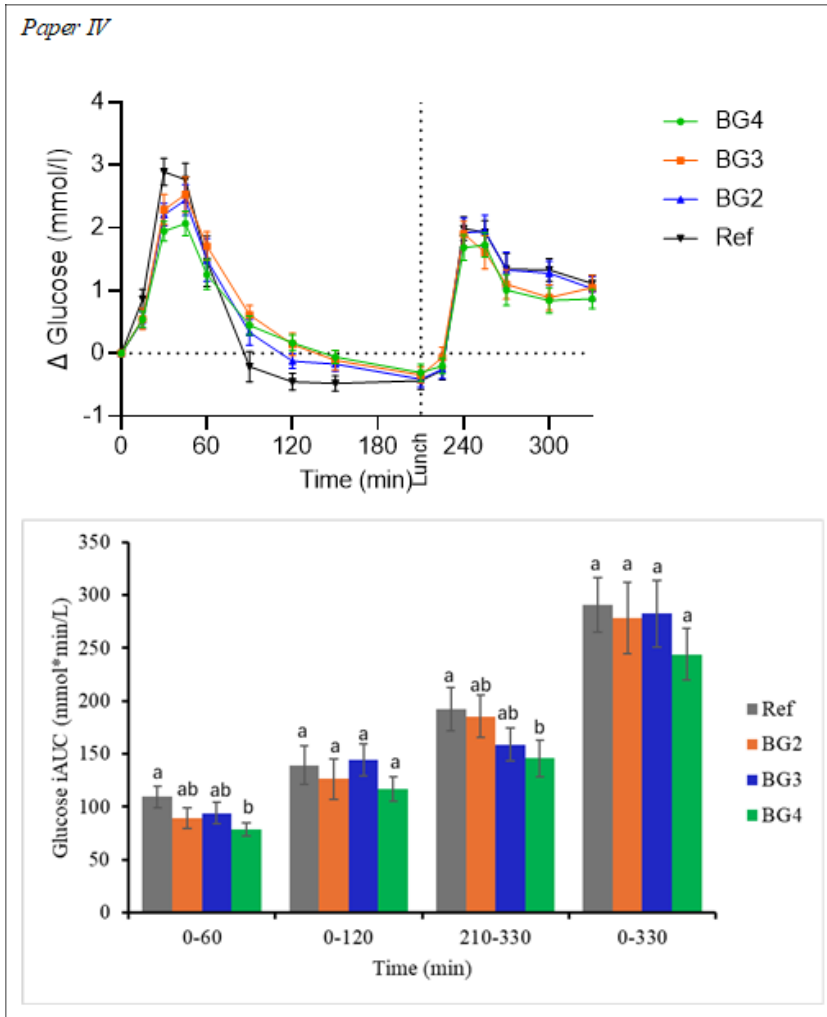 Paper IV
4
3
2
1
0
-1
Δ Glucose (mmol/l)
0 60 120 180 240 300
Time (min)
Lunch
BG4
BG3
BG2
Ref
350
300
250
200
150
100
50
0
Glucose iAUC (mmol*min/L)
a ab ab b
a a a a
a ab ab b
a a a a
0-60 0-120 210-330 0-330
Time (min)
Ref
BG2
BG3
BG4